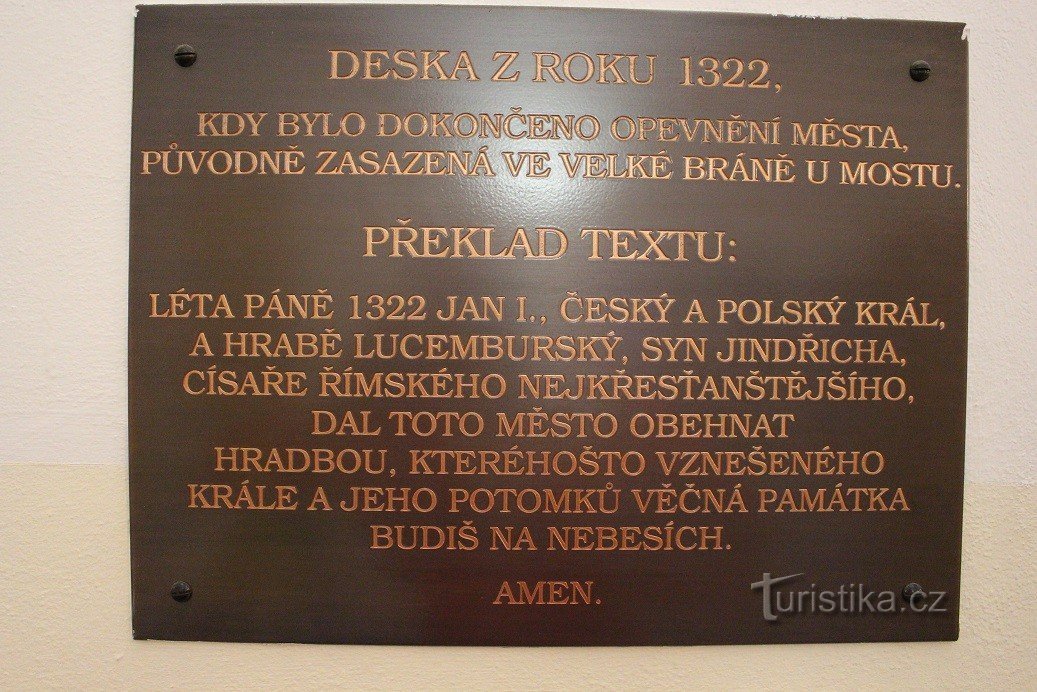 DESKA Z ROKU 1322,
KDY BYLO DOKONČENO OPEVNĚNÍ MĚSTA,
PŮVODNĚ ZASAZENÁ VE VELKÉ BRÁNĚ U MOSTU.
PŘEKLAD TEXTU:
LÉTA PÁNĚ 1322 JAN I., ČESKÝ A POLSKÝ KRÁL,
A HRABĚ LUCEMBURSKÝ, SYN JINDŘICHA,
CÍSAŘE ŘÍMSKÉHO NEJKŘESŤANŠTĚJŠÍHO,
DAL TOTO MĚSTO OBEHNAT
HRADBOU, KTERÉHOŠTO VZNEŠENÉHO
KRÁLE A JEHO POTOMKŮ VĚČNÁ PAMÁTKA
BUDIŠ NA NEBESÍCH.
AMEN.
Turistika.cz